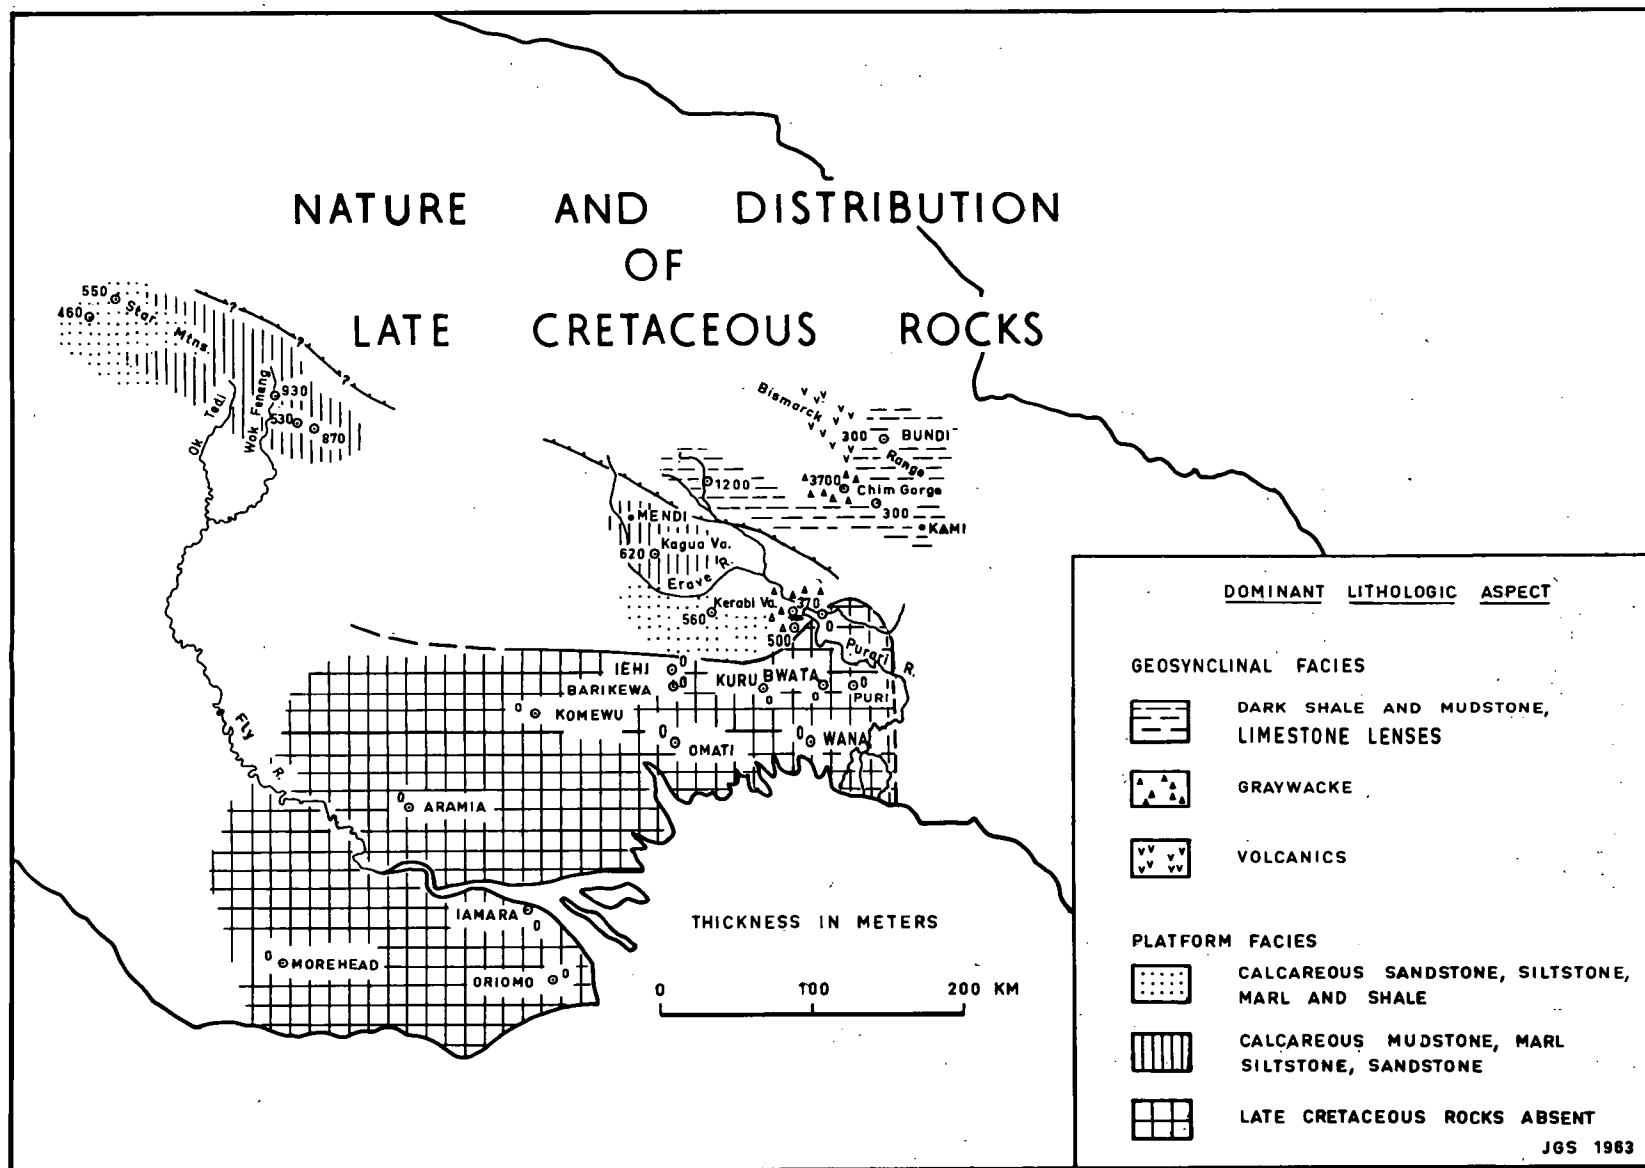 NATURE AND DISTRIBUTION
OF
LATE CRETACEOUS ROCKS
550
460
Star Mtns.
?
?
?
Ok Tedi
Wok Feneng
930
530
870
Bismarck Range
300 BUNDI
3700
Chim Gorge
300
KAMI
1200
MENDI
620
Kagua Va.
Erave R.
Kerabi Va.
560
370
0
500
Purari R.
IEHI
0
BARIKEWA
0
KURU
0
BWATA
0
0
PURI
0
KOMEWU
0
OMATI
0
WANA
Fly R.
0
ARAMIA
IAMARA
0
0
MOREHEAD
ORIOMO
0
THICKNESS IN METERS
0 100 200 KM
DOMINANT LITHOLOGIC ASPECT
GEOSYNCLINAL FACIES
DARK SHALE AND MUDSTONE,
LIMESTONE LENSES
GRAYWACKE
VOLCANICS
PLATFORM FACIES
CALCAREOUS SANDSTONE, SILTSTONE,
MARL AND SHALE
CALCAREOUS MUDSTONE, MARL
SILTSTONE, SANDSTONE
LATE CRETACEOUS ROCKS ABSENT
JGS 1963